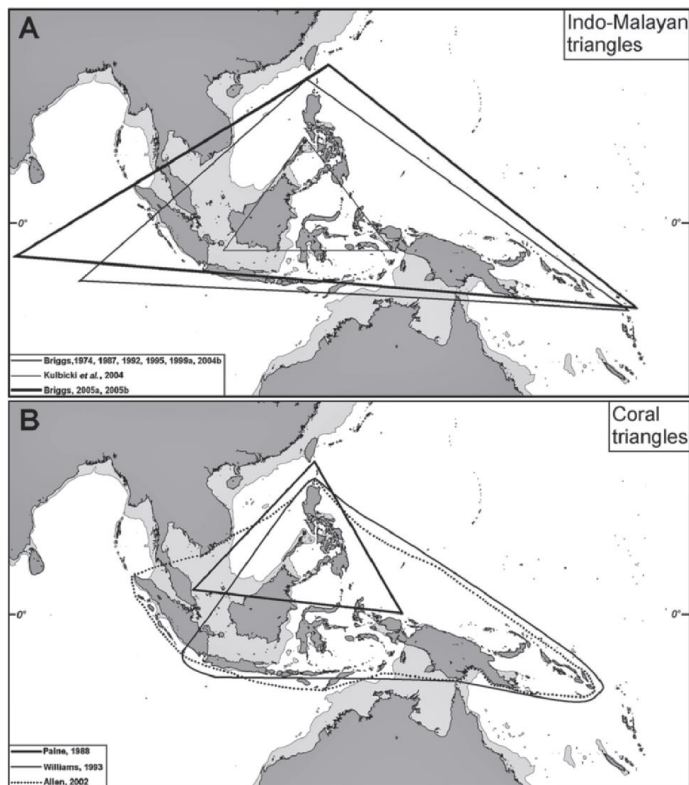 A
Indo-Malayan
triangles
0°
0°
Briggs,1974, 1987, 1992, 1995, 1999a, 2004b
Kulbicki et al., 2004
Briggs, 2005a, 2005b
B
Coral
triangles
0°
0°
Paine, 1988
Williams, 1993
Allen, 2002